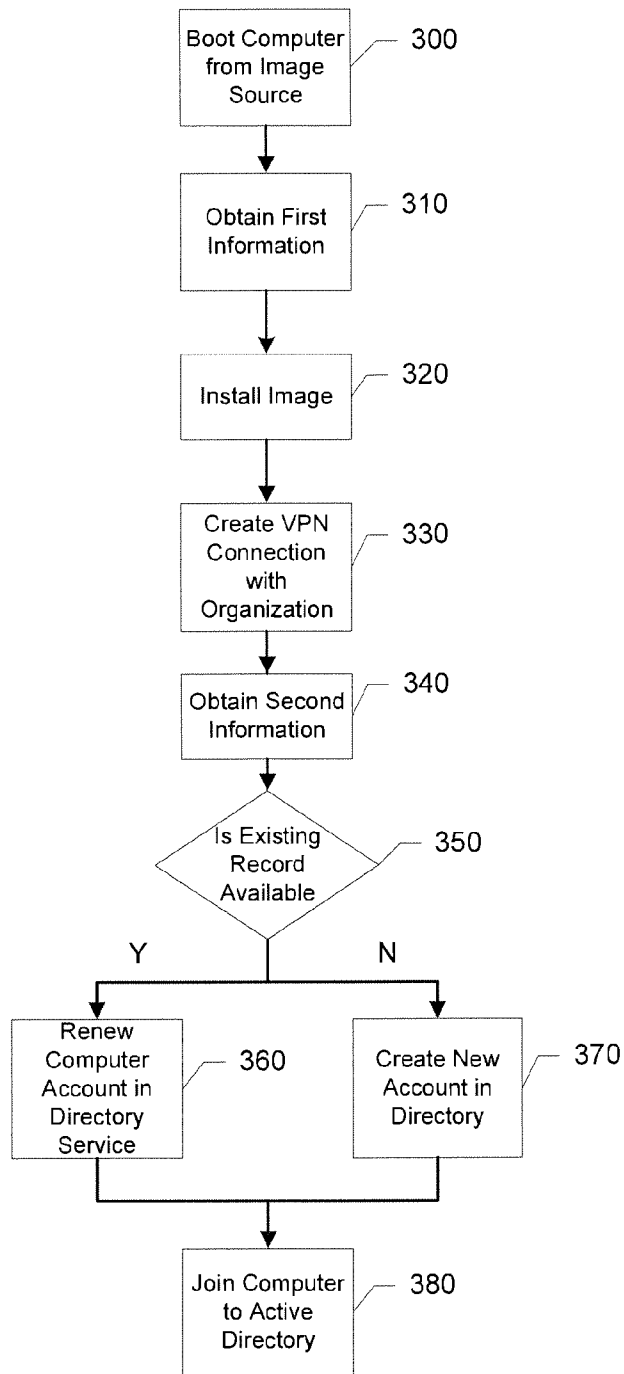 Boot Computer
from Image
Source
300
Obtain First
Information
310
Install Image
320
Create VPN
Connection
with
Organization
330
Obtain Second
Information
340
Is Existing
Record
Available
350
Y
N
Renew
Computer
Account in
Directory
Service
360
Create New
Account in
Directory
370
Join Computer
to Active
Directory
380